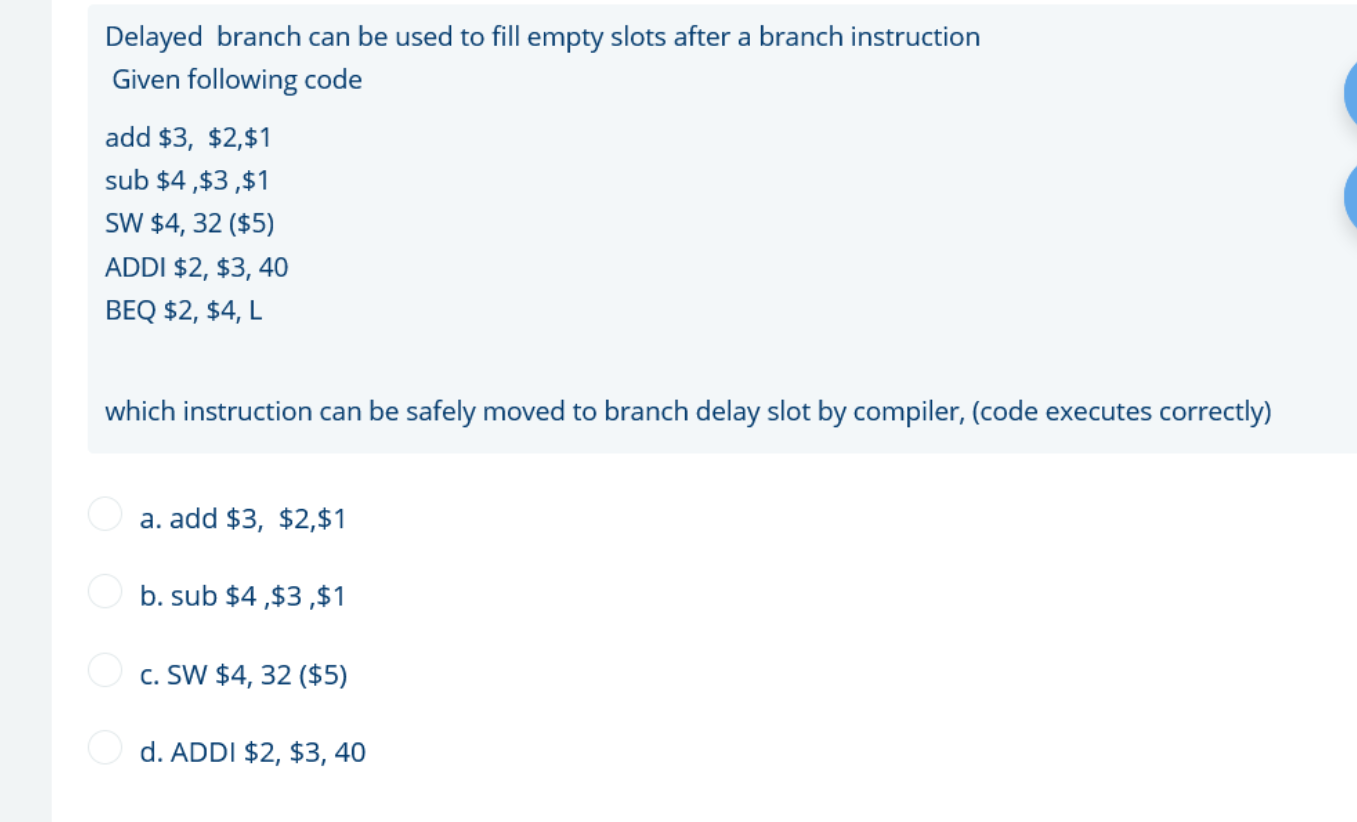 Delayed  branch can be used to fill empty slots after a branch instruction
Given following code
add $3,  $2,$1
sub $4 ,$3 ,$1
SW $4, 32 ($5)
ADDI $2, $3, 40
BEQ $2, $4, L
which instruction can be safely moved to branch delay slot by compiler, (code executes correctly)
a. add $3,  $2,$1
b. sub $4 ,$3 ,$1
c. SW $4, 32 ($5)
d. ADDI $2, $3, 40